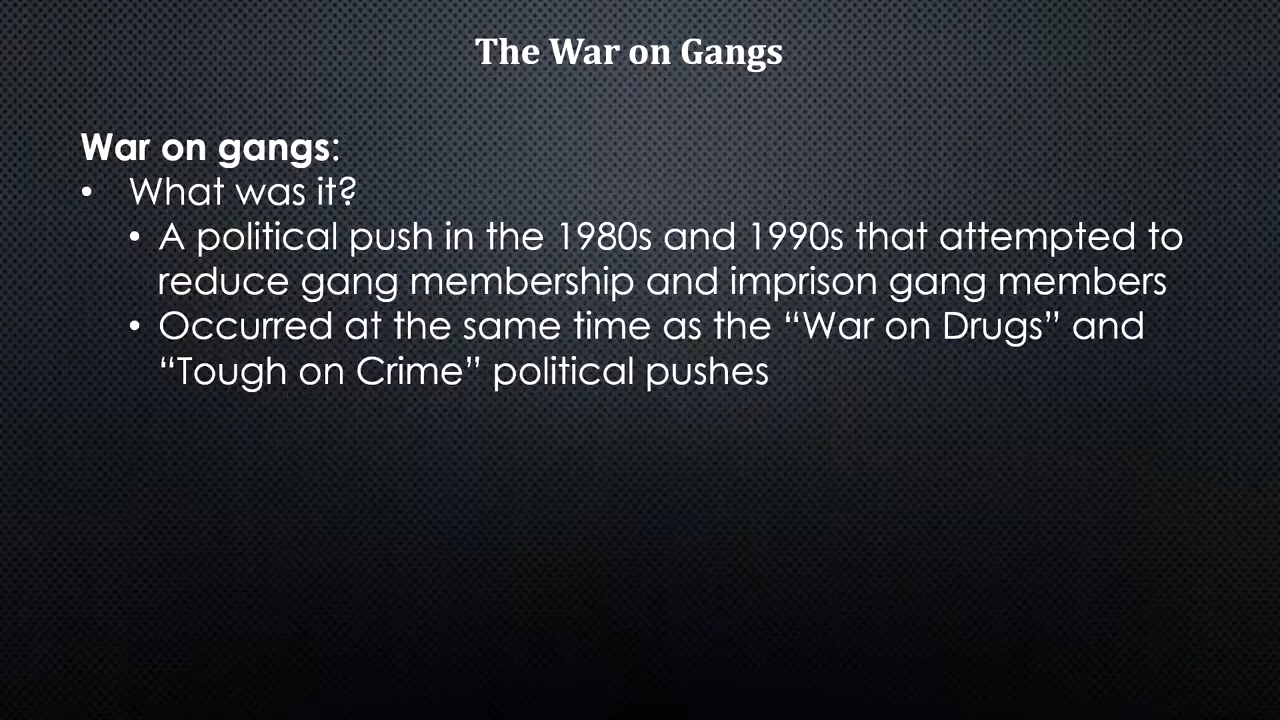 The War on Gangs
War on gangs:
• What was it?
• A political push in the 1980s and 1990s that attempted to
reduce gang membership and imprison gang members
• Occurred at the same time as the “War on Drugs” and
“Tough on Crime” political pushes